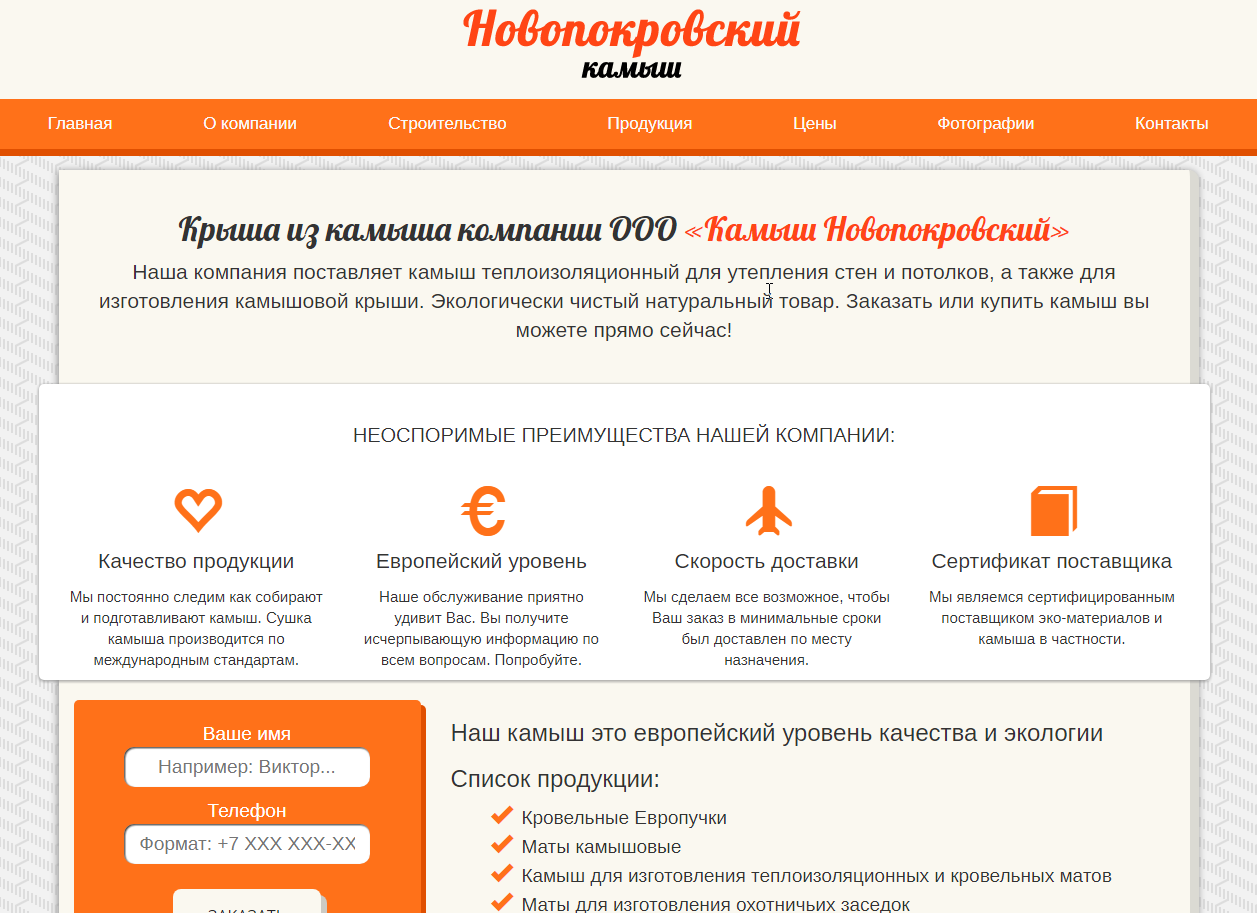 Новопокровский
камыш
Главная О компании Строительство Продукция Цены Фотографии Контакты
Крыша из камыша компании ООО «Камыш Новопокровский»
Наша компания поставляет камыш теплоизоляционный для утепления стен и потолков, а также для
изготовления камышовой крыши. Экологически чистый натуральный товар. Заказать или купить камыш вы
можете прямо сейчас!
НЕОСПОРИМЫЕ ПРЕИМУЩЕСТВА НАШЕЙ КОМПАНИИ:
Качество продукции
Мы постоянно следим как собирают
и подготавливают камыш. Сушка
камыша производится по
международным стандартам.
Европейский уровень
Наше обслуживание приятно
удивит Вас. Вы получите
исчерпывающую информацию по
всем вопросам. Попробуйте.
Скорость доставки
Мы сделаем все возможное, чтобы
Ваш заказ в минимальные сроки
был доставлен по месту
назначения.
Сертификат поставщика
Мы являемся сертифицированным
поставщиком эко-материалов и
камыша в частности.
Ваше имя
Например: Виктор...
Телефон
Формат: +7 XXX XXX-XX
ЗАКАЗАТЬ
Наш камыш это европейский уровень качества и экологии
Список продукции:
Кровельные Европучки
Маты камышовые
Камыш для изготовления теплоизоляционных и кровельных матов
Маты для изготовления охотничьих заседок